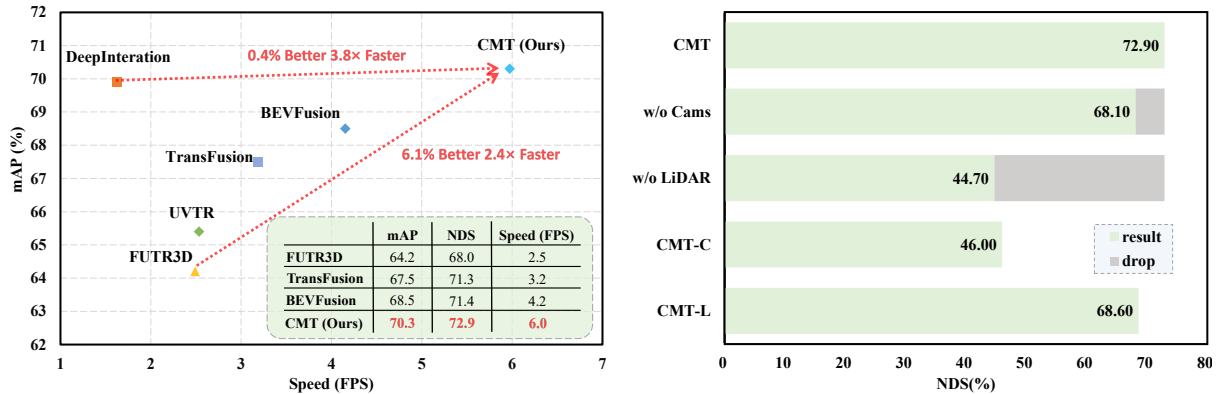 mAP (%)
71
DeepInteration
0.4% Better 3.8× Faster
CMT (Ours)
70
69
BEVFusion
68
TransFusion
6.1% Better 2.4× Faster
67
66
UVTR
65
FUTR3D
64
63
62
72
mAP NDS Speed (FPS)
FUTR3D 64.2 68.0 2.5
TransFusion 67.5 71.3 3.2
BEVFusion 68.5 71.4 4.2
CMT (Ours) 70.3 72.9 6.0
1 2 3 4 5 6 7
Speed (FPS)
CMT 72.90
w/o Cams 68.10
w/o LiDAR 44.70
CMT-C 46.00
CMT-L 68.60
result
drop
0 10 20 30 40 50 60 70 80
NDS(%)